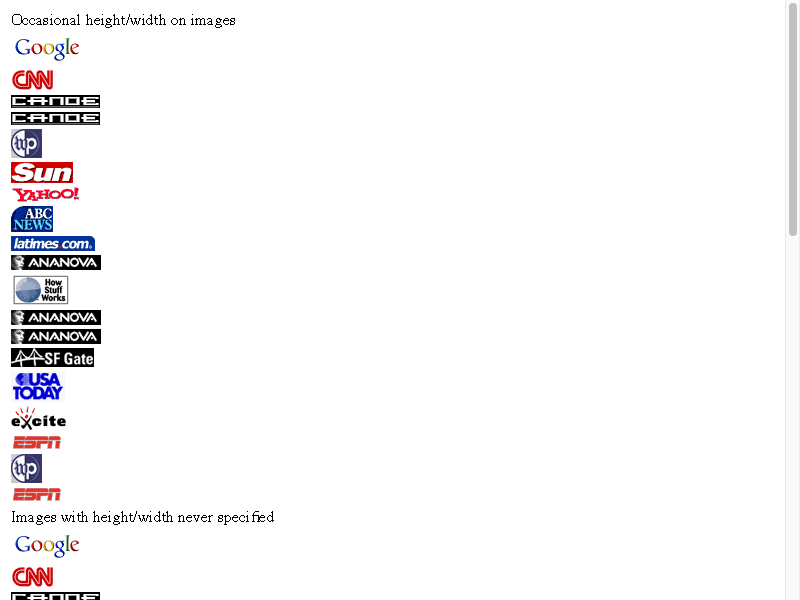 Occasional height/width on images
Google
CNN
CANOE
CANOE
wp
Sun
YAHOO!
ABC
NEWS
latimes.com
ANANOVA
How
Stuff
Works
ANANOVA
ANANOVA
SF Gate
USA
TODAY
excite
ESPN
wp
ESPN
Images with height/width never specified
Google
CNN
CANOE